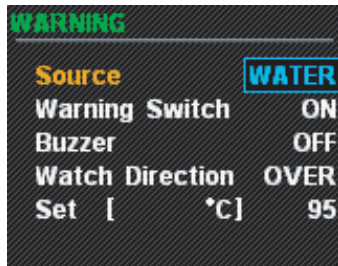 WARNING
Source WATER
Warning Switch ON
Buzzer OFF
Watch Direction OVER
Set [ °C] 95